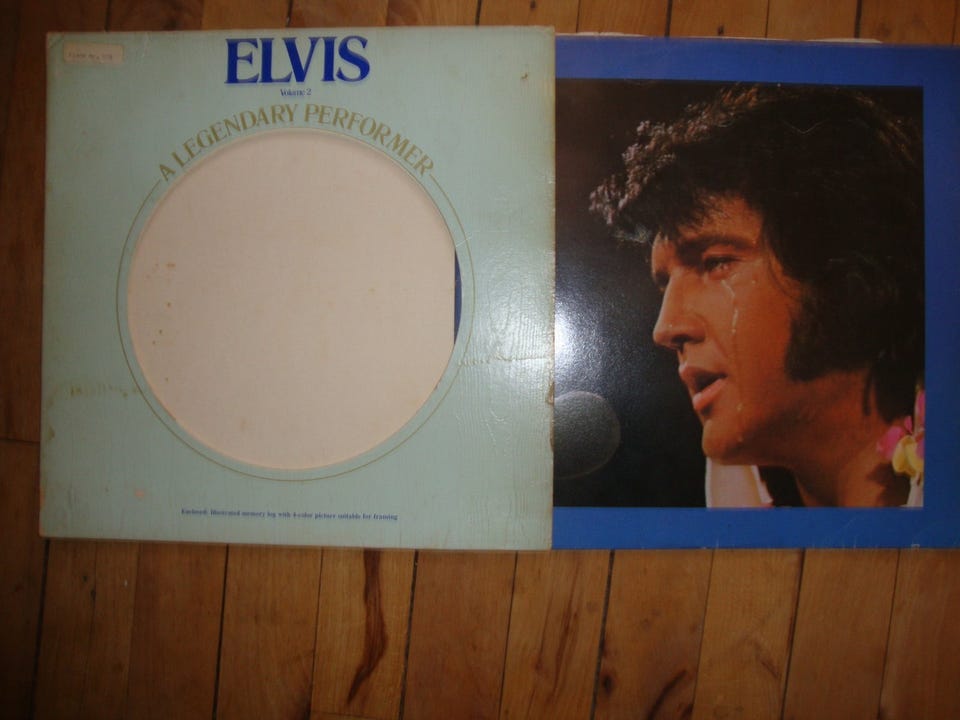 ELVIS
Volume 2
A LEGENDARY PERFORMER
Enclosed: Illustrated memory log with 4-color picture suitable for framing